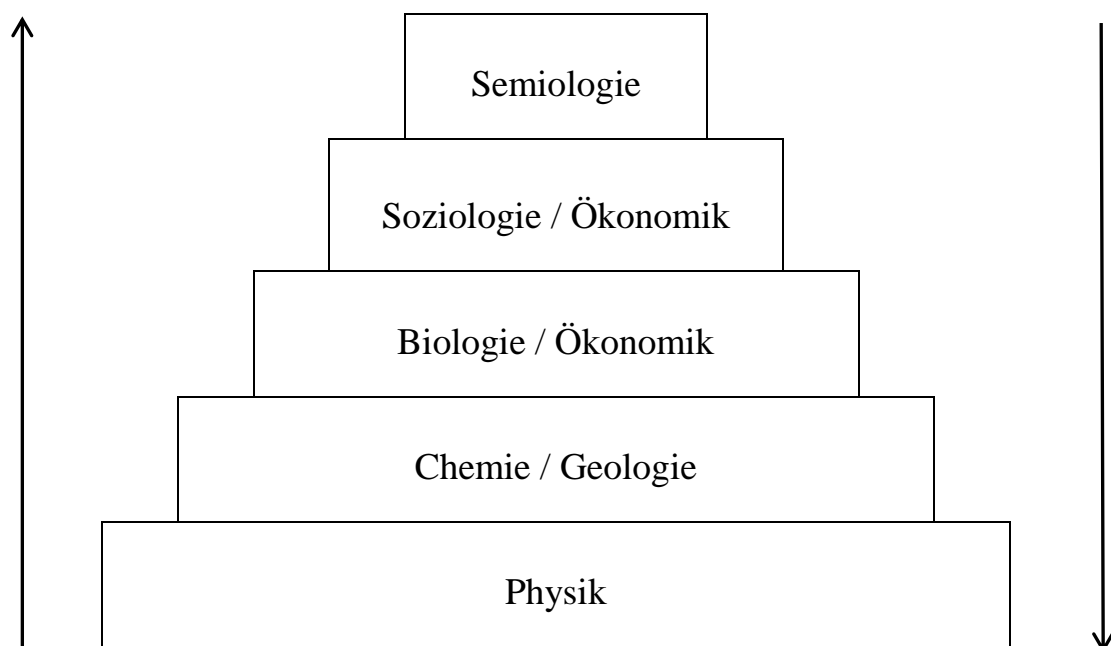 Semiologie
Soziologie / Ökonomik
Biologie / Ökonomik
Chemie / Geologie
Physik